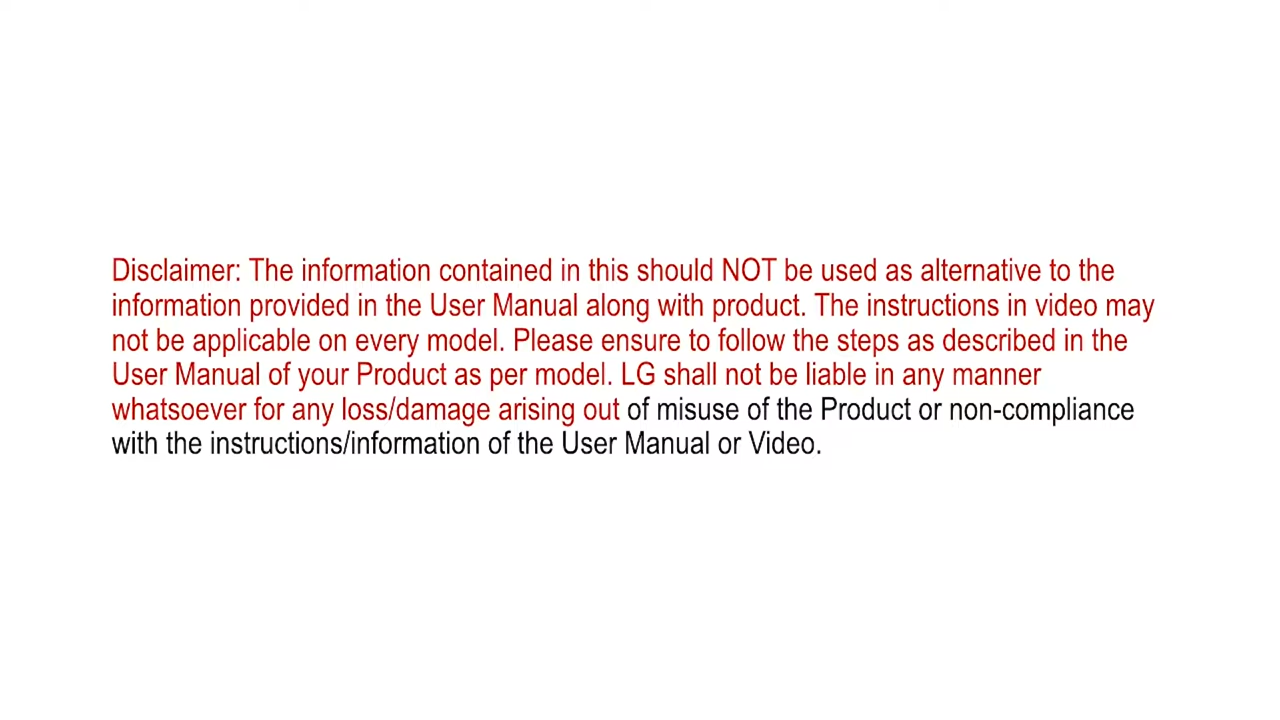 Disclaimer: The information contained in this should NOT be used as alternative to the
information provided in the User Manual along with product. The instructions in video may
not be applicable on every model. Please ensure to follow the steps as described in the
User Manual of your Product as per model. LG shall not be liable in any manner
whatsoever for any loss/damage arising out of misuse of the Product or non-compliance
with the instructions/information of the User Manual or Video.